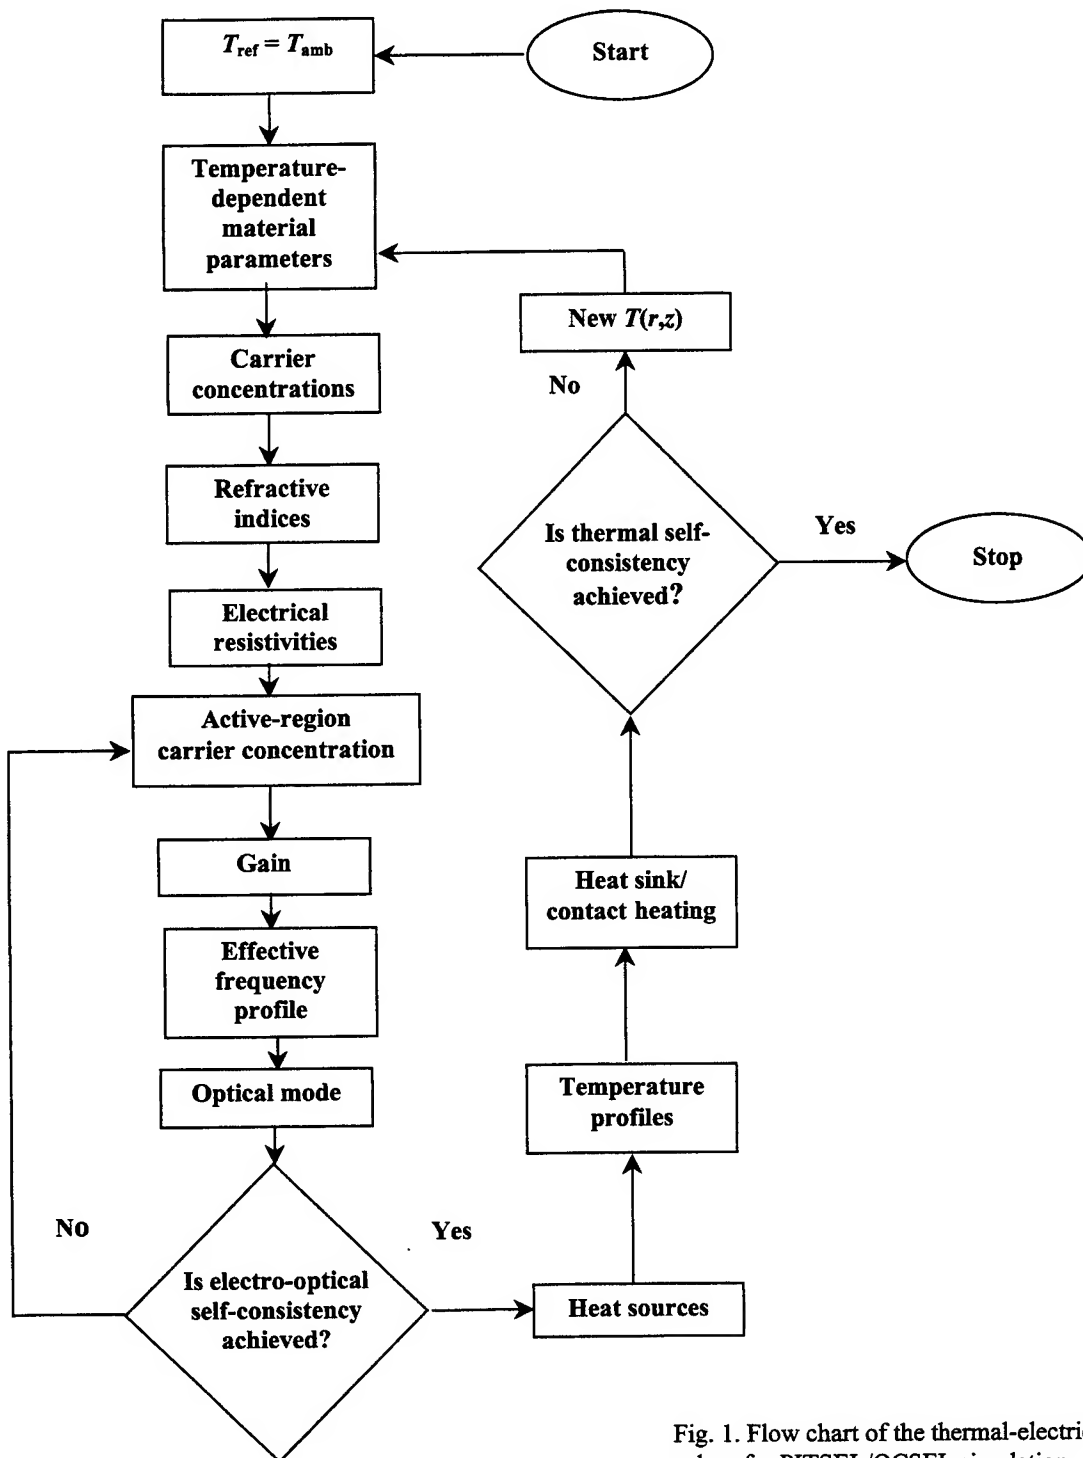 Start
T_ref = T_amb
Temperature-
dependent
material
parameters
Carrier
concentrations
Refractive
indices
Electrical
resistivities
Active-region
carrier concentration
Gain
Effective
frequency
profile
Optical mode
Is electro-optical
self-consistency
achieved?
No
Yes
Heat sources
Temperature
profiles
Heat sink/
contact heating
Is thermal self-
consistency
achieved?
No
Yes
New T(r,z)
Stop
Fig. 1. Flow chart of the thermal-electri